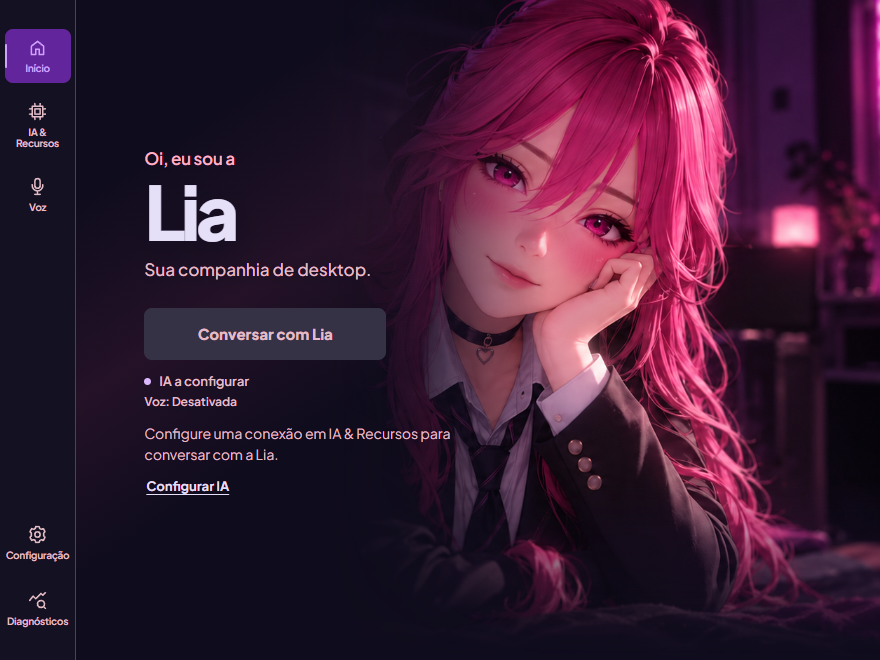 Início
IA &
Recursos
Voz
Configuração
Diagnósticos
Oi, eu sou a
Lia
Sua companhia de desktop.
Conversar com Lia
IA a configurar
Voz: Desativada
Configure uma conexão em IA & Recursos para
conversar com a Lia.
Configurar IA